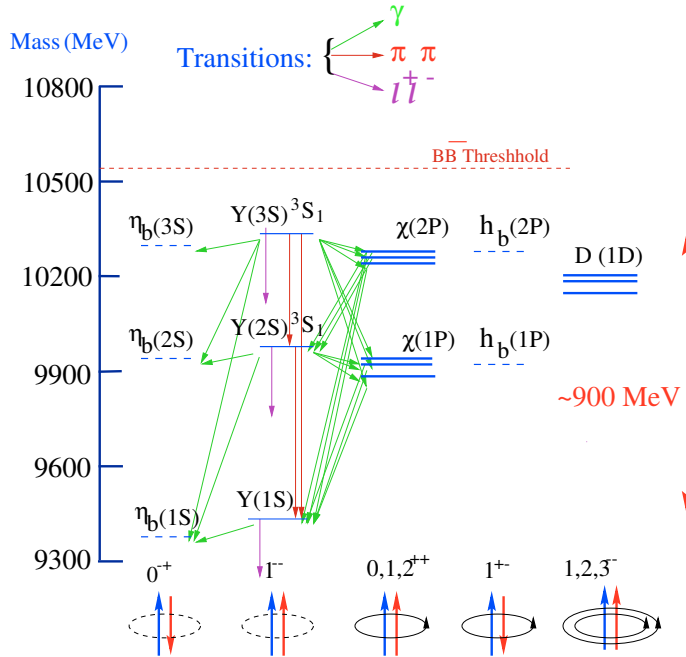 γ
Mass (MeV)
Transitions: { π π
l+l-
10800
BB Threshhold
10500
ηb(3S) Υ(3S) 3S1 χ(2P) hb(2P)
D (1D)
10200
ηb(2S) Υ(2S) 3S1 χ(1P) hb(1P)
9900
~900 MeV
9600
ηb(1S) Υ(1S)
9300
0-+ 1-- 0,1,2++ 1+- 1,2,3--